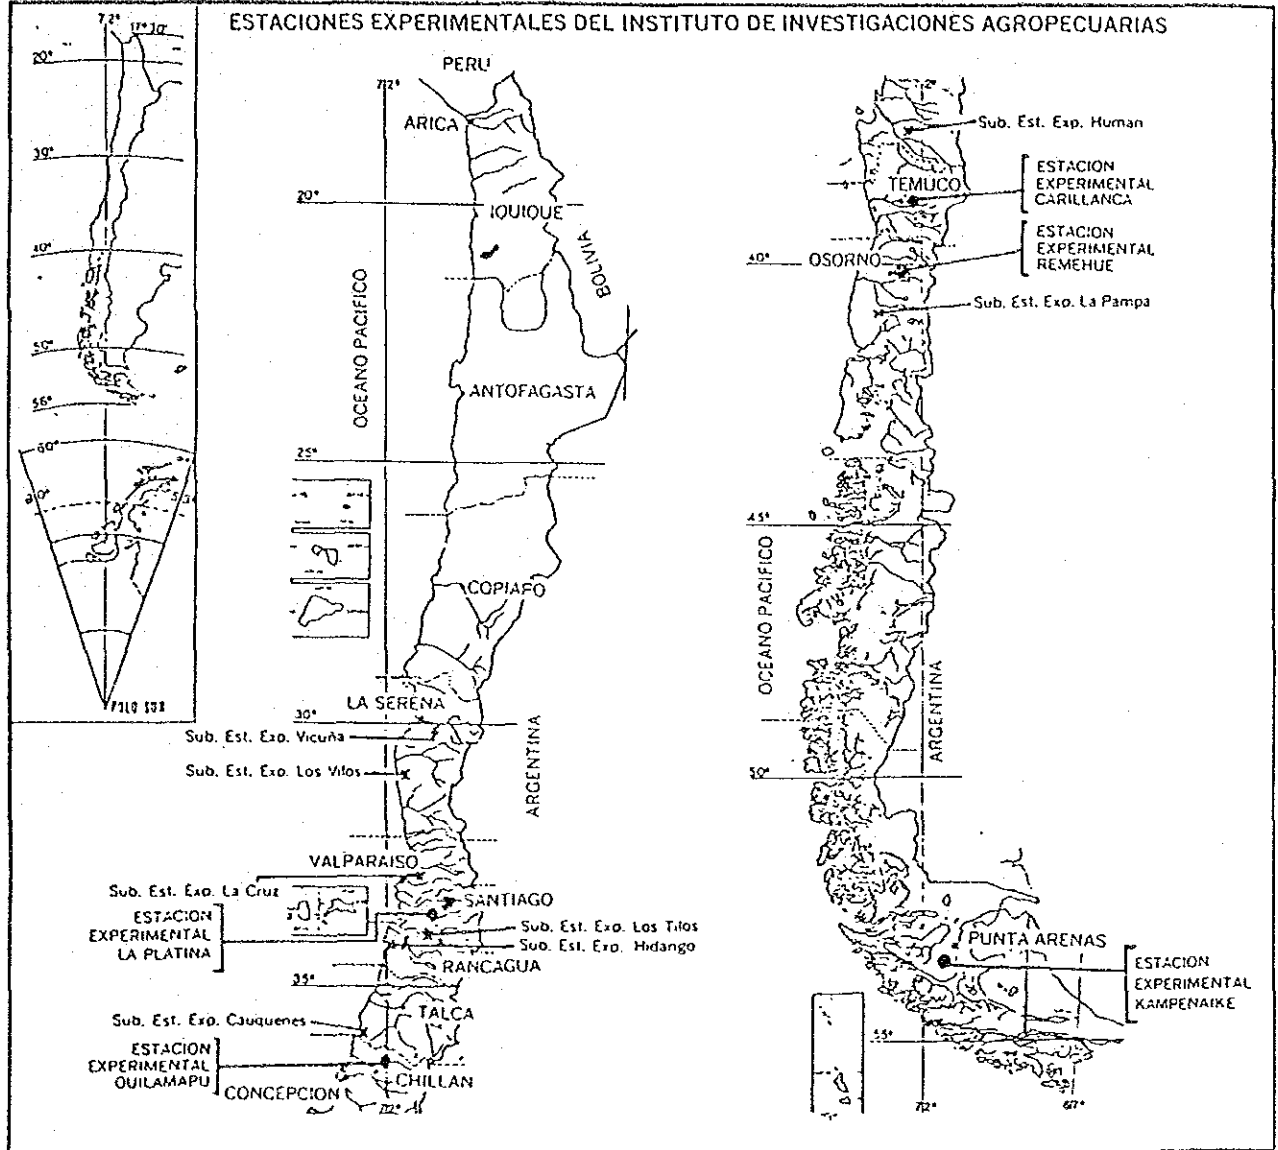 ESTACIONES EXPERIMENTALES DEL INSTITUTO DE INVESTIGACIONES AGROPECUARIAS
72°
17°30'
20°
39°
40°
50°
56°
60°
POLO SUR
PERU
72°
ARICA
20°
IQUIQUE
BOLIVIA
OCEANO PACIFICO
ANTOFAGASTA
25°
COPIAFO
LA SERENA
30°
Sub. Est. Exp. Vicuña
Sub. Est. Exp. Los Vilos
ARGENTINA
VALPARAISO
Sub. Est. Exp. La Cruz
SANTIAGO
ESTACION
EXPERIMENTAL
LA PLATINA
Sub. Est. Exp. Los Tilos
Sub. Est. Exp. Hidango
RANCAGUA
35°
TALCA
Sub. Est. Exp. Cauquenes
ESTACION
EXPERIMENTAL
QUILAMAPU
CHILLAN
CONCEPCION
72°
Sub. Est. Exp. Human
TEMUCO
ESTACION
EXPERIMENTAL
CARILLANCA
ESTACION
EXPERIMENTAL
REMEHUE
40°
OSORNO
Sub. Est. Exp. La Pampa
45°
OCEANO PACIFICO
ARGENTINA
50°
PUNTA ARENAS
ESTACION
EXPERIMENTAL
KAMPENAIKE
55°
72°
67°